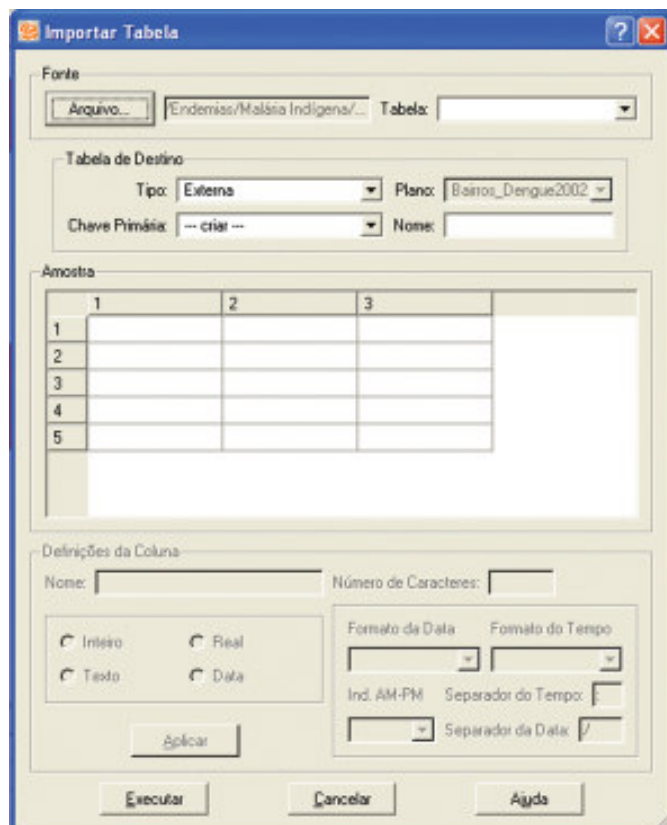 Importar Tabela
Fonte
Arquivo... /Endemias/Malária Indígena/... Tabela:
Tabela de Destino
Tipo: Externa Plano: Bairros_Dengue2002
Chave Primária: --- criar --- Nome:
Amostra
1 2 3
1
2
3
4
5
Definições da Coluna
Nome: Número de Caracteres:
Inteiro Real
Texto Data
Formato da Data Formato do Tempo
Ind. AM-PM Separador do Tempo: :
Separador da Data: /
Aplicar
Executar Cancelar Ajuda